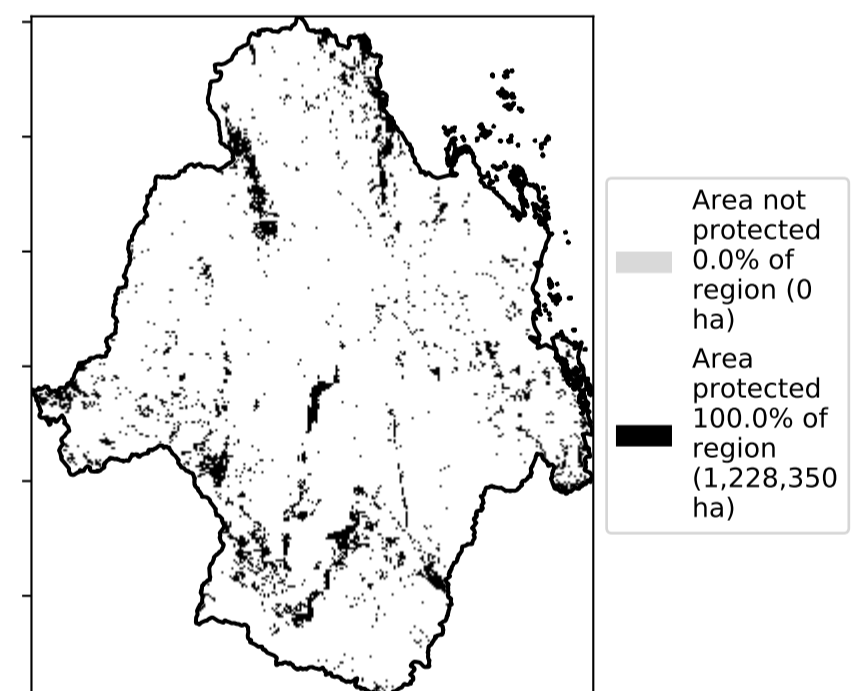 Area not
protected
0.0% of
region (0
ha)
Area
protected
100.0% of
region
(1,228,350
ha)